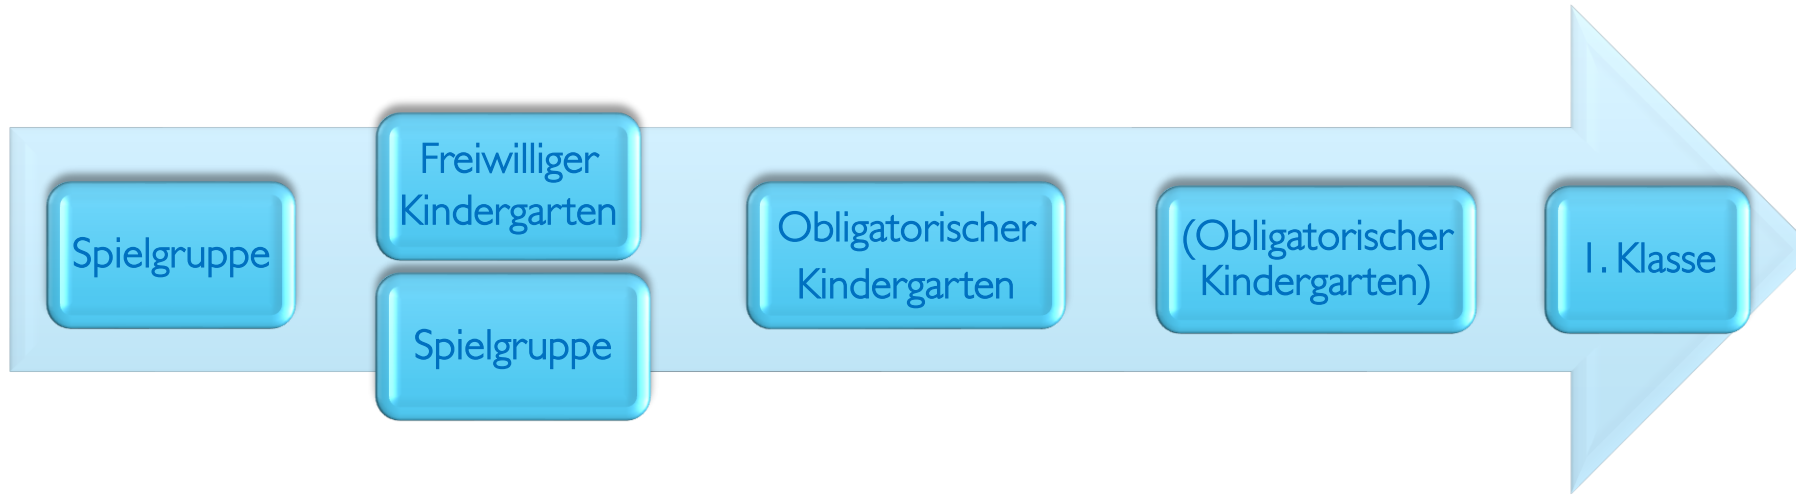 Spielgruppe
Freiwilliger
Kindergarten
Spielgruppe
Obligatorischer
Kindergarten
(Obligatorischer
Kindergarten)
1. Klasse